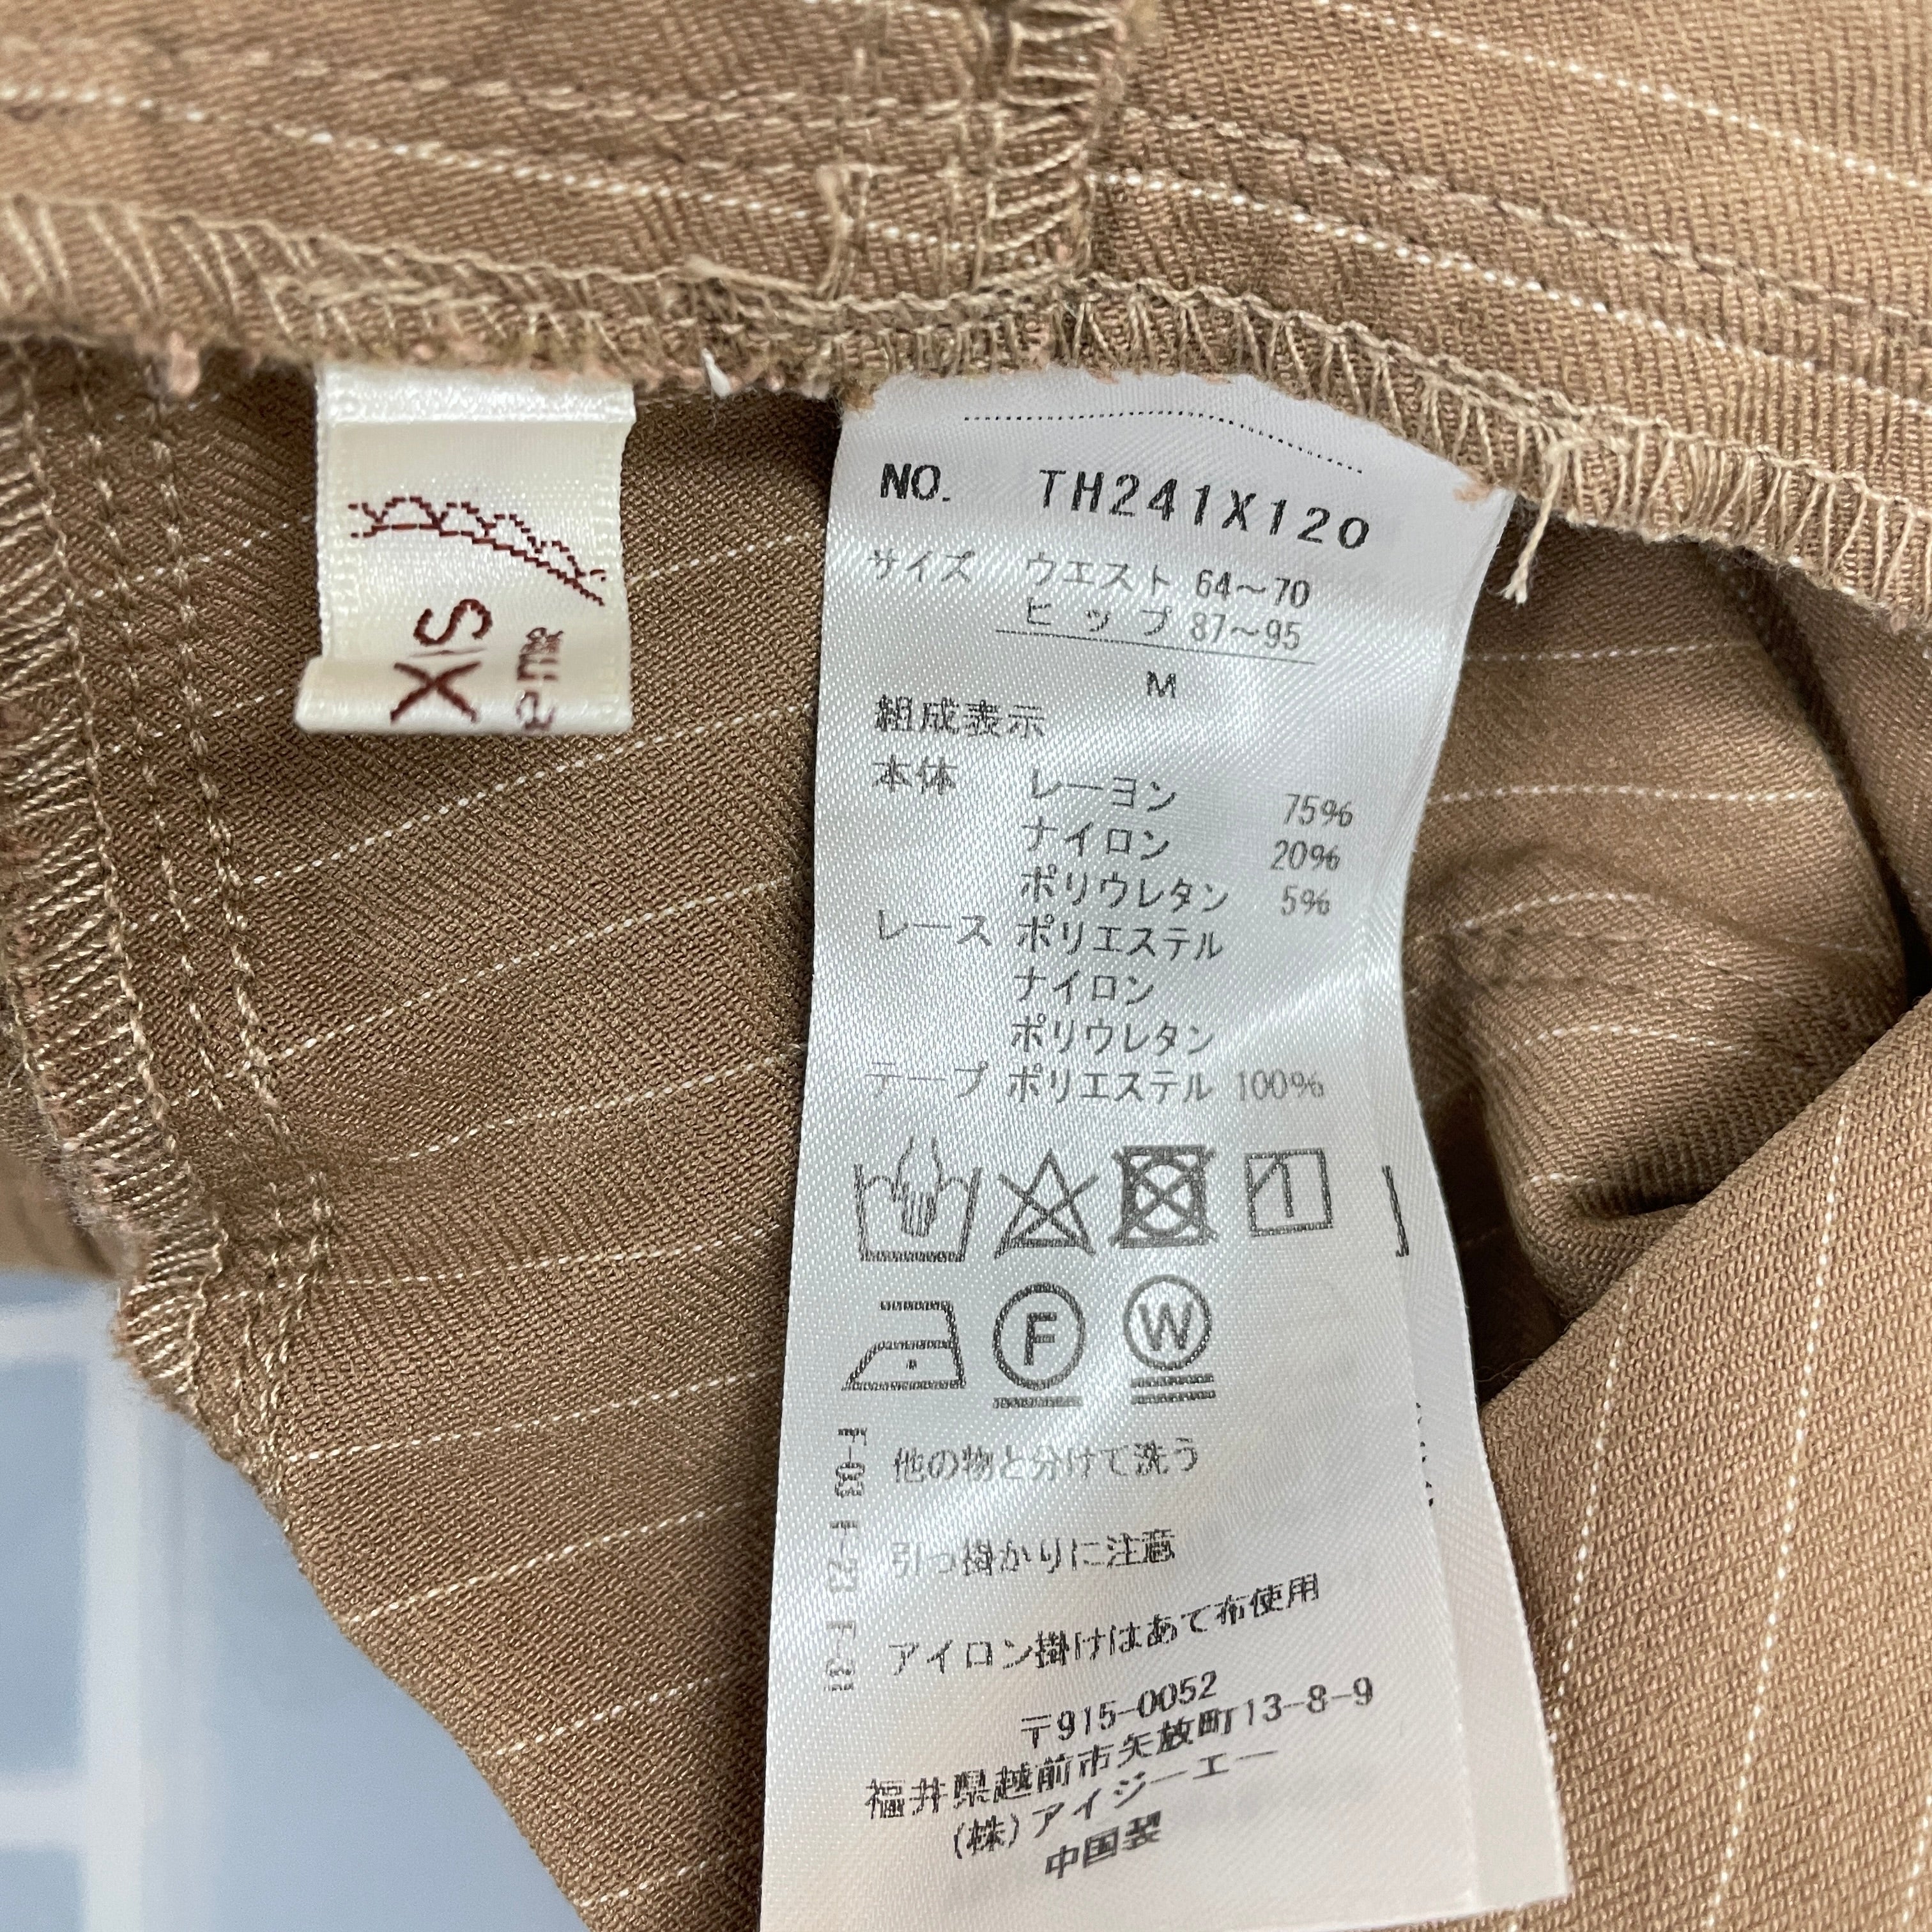 NO. TH241X120
サイズ ウエスト 64～70
ヒップ 87～95
M
組成表示
本体 レーヨン 75%
ナイロン 20%
ポリウレタン 5%
レース ポリエステル
ナイロン
ポリウレタン
テープ ポリエステル 100%
F
W
他の物と分けて洗う
引っ掛かりに注意
アイロン掛けはあて布使用
〒915-0052
福井県越前市矢放町13-8-9
(株)アイジーエー
中国製